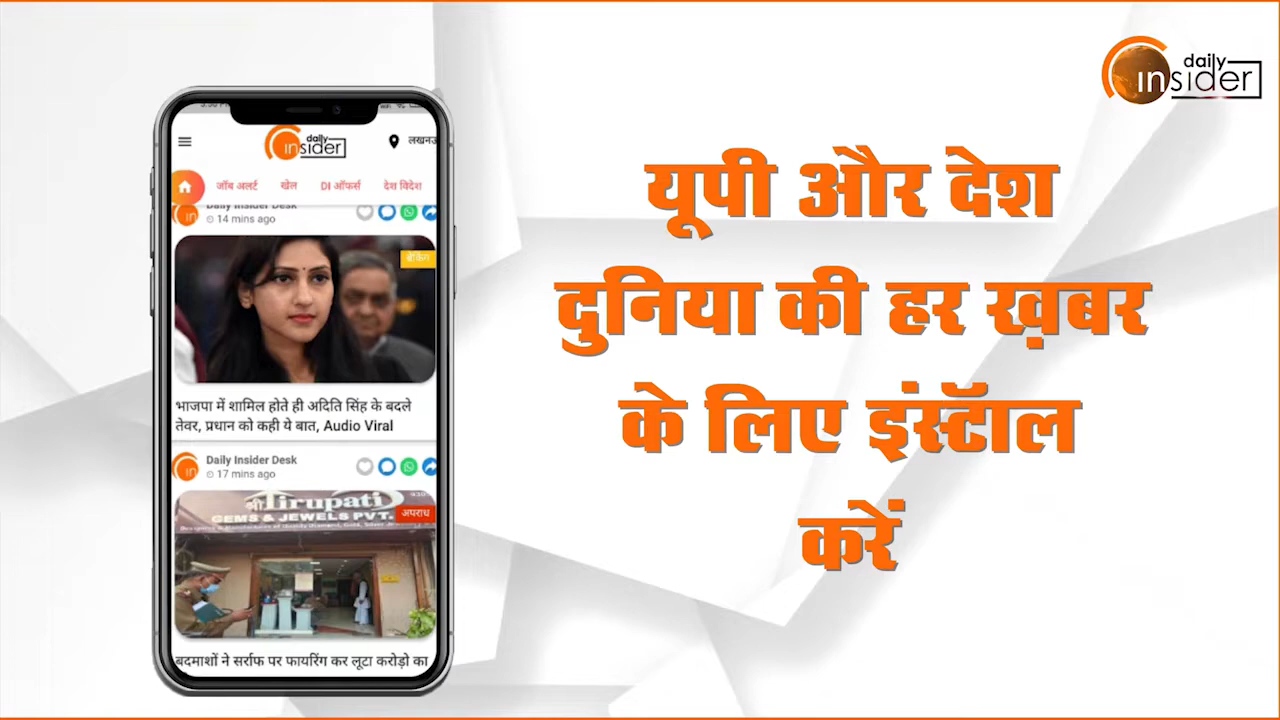 daily
insider
यूपी और देश
दुनिया की हर ख़बर
के लिए इंस्टॉल
करें
daily
insider
लखनऊ
जॉब अलर्ट खेल DI ऑफर्स देश विदेश
Daily Insider Desk
14 mins ago
ब्रेकिंग
भाजपा में शामिल होते ही अदिति सिंह के बदले
तेवर, प्रधान को कही ये बात, Audio Viral
Daily Insider Desk
17 mins ago
श्री Tirupati
GEMS & JEWELS PVT.
अपराध
बदमाशों ने सर्राफ पर फायरिंग कर लूटा करोड़ो का